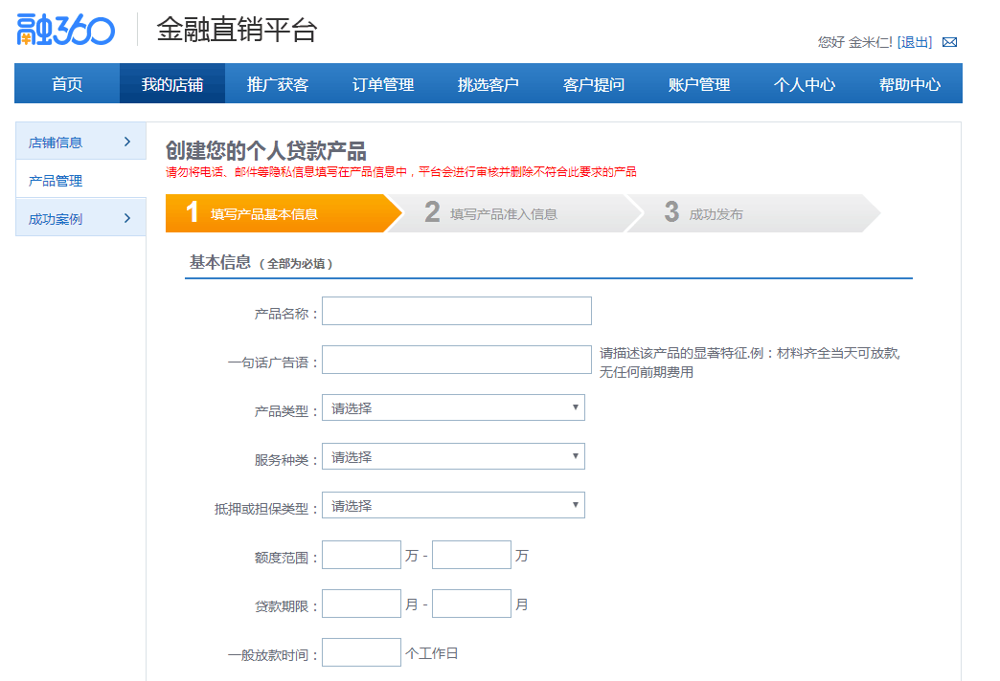 融360
金融直销平台
您好 金米仁! [退出]
首页 我的店铺 推广获客 订单管理 挑选客户 客户提问 账户管理 个人中心 帮助中心
店铺信息
产品管理
成功案例
创建您的个人贷款产品
请勿将电话、邮件等隐私信息填写在产品信息中，平台会进行审核并删除不符合此要求的产品
1 填写产品基本信息 2 填写产品准入信息 3 成功发布
基本信息（全部为必填）
产品名称：
一句话广告语： 请描述该产品的显著特征.例：材料齐全当天可放款,
无任何前期费用
产品类型： 请选择
服务种类： 请选择
抵押或担保类型： 请选择
额度范围： 万 - 万
贷款期限： 月 - 月
一般放款时间： 个工作日